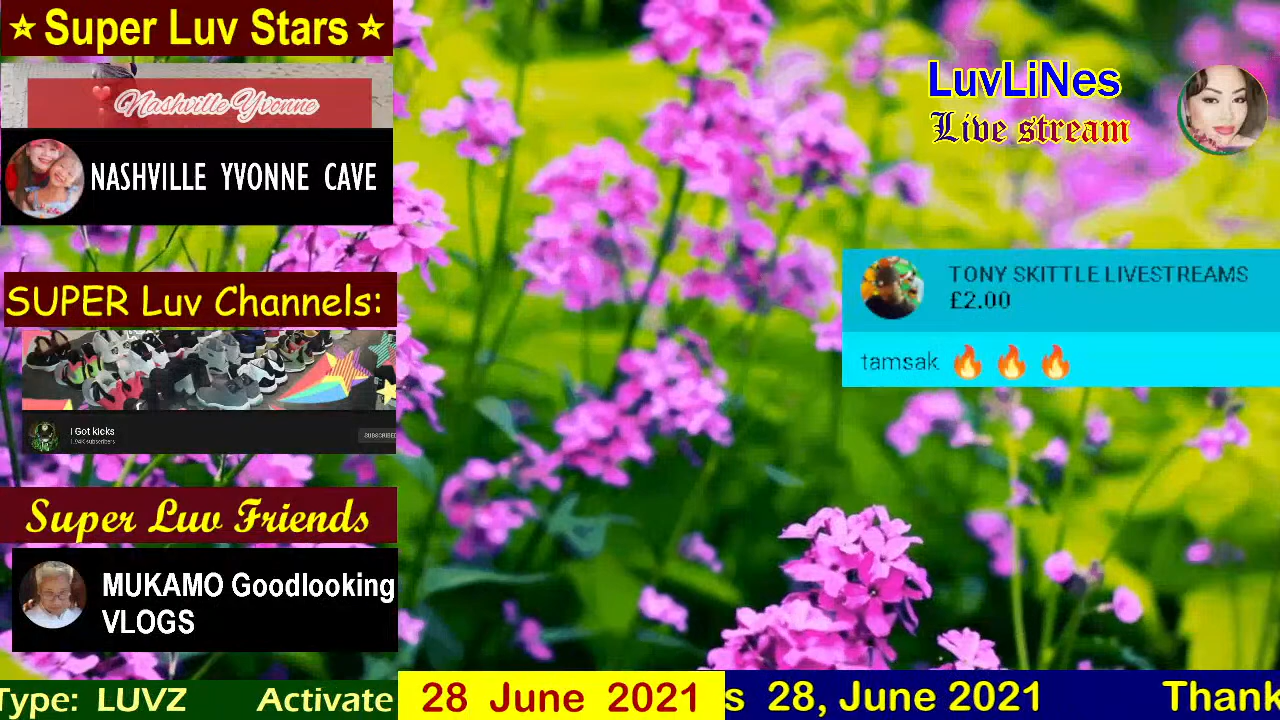 ☆ Super Luv Stars ☆
Nashville Yvonne
NASHVILLE YVONNE CAVE
SUPER Luv Channels:
I Got kicks
SUBSCRIBED
Super Luv Friends
MUKAMO Goodlooking
VLOGS
LuvLiNes
Live stream
TONY SKITTLE LIVESTREAMS
£2.00
tamsak 🔥 🔥 🔥
Type: LUVZ Activate
28 June 2021
s 28, June 2021 Thank